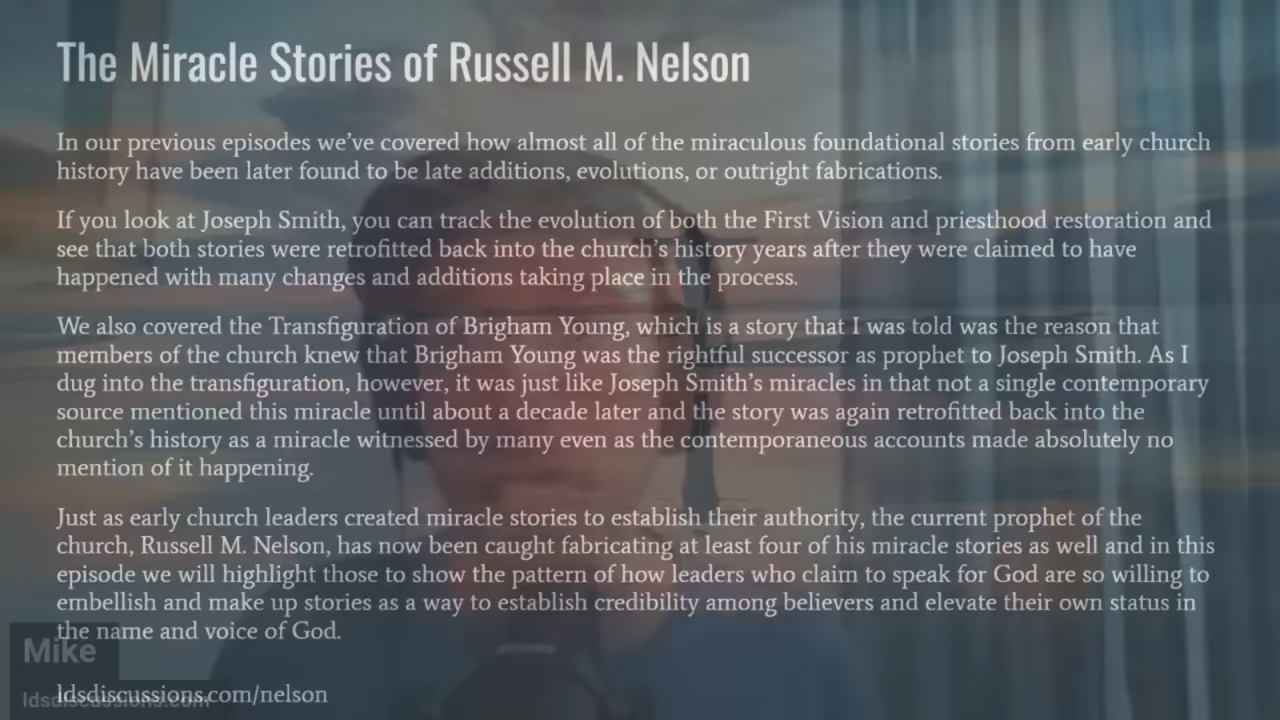 The Miracle Stories of Russell M. Nelson
In our previous episodes we've covered how almost all of the miraculous foundational stories from early church
history have been later found to be late additions, evolutions, or outright fabrications.
If you look at Joseph Smith, you can track the evolution of both the First Vision and priesthood restoration and
see that both stories were retrofitted back into the church's history years after they were claimed to have
happened with many changes and additions taking place in the process.
We also covered the Transfiguration of Brigham Young, which is a story that I was told was the reason that
members of the church knew that Brigham Young was the rightful successor as prophet to Joseph Smith. As I
dug into the transfiguration, however, it was just like Joseph Smith's miracles in that not a single contemporary
source mentioned this miracle until about a decade later and the story was again retrofitted back into the
church's history as a miracle witnessed by many even as the contemporaneous accounts made absolutely no
mention of it happening.
Just as early church leaders created miracle stories to establish their authority, the current prophet of the
church, Russell M. Nelson, has now been caught fabricating at least four of his miracle stories as well and in this
episode we will highlight those to show the pattern of how leaders who claim to speak for God are so willing to
embellish and make up stories as a way to establish credibility among believers and elevate their own status in
the name and voice of God.
Mike
ldsdiscussions.com/nelson
ldsdiscussions.com